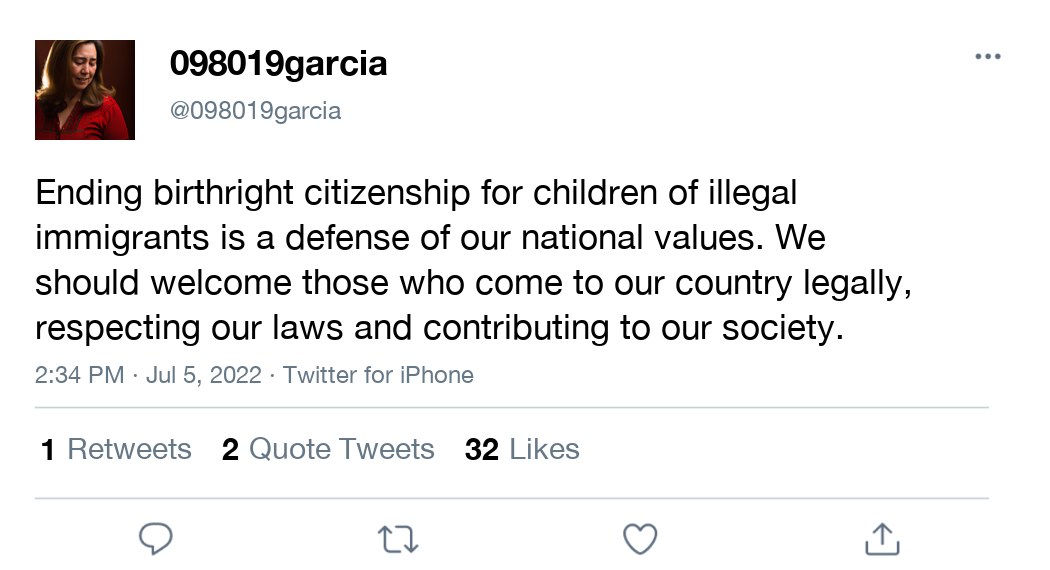 098019garcia
@098019garcia
Ending birthright citizenship for children of illegal
immigrants is a defense of our national values. We
should welcome those who come to our country legally,
respecting our laws and contributing to our society.
2:34 PM · Jul 5, 2022 · Twitter for iPhone
1 Retweets 2 Quote Tweets 32 Likes